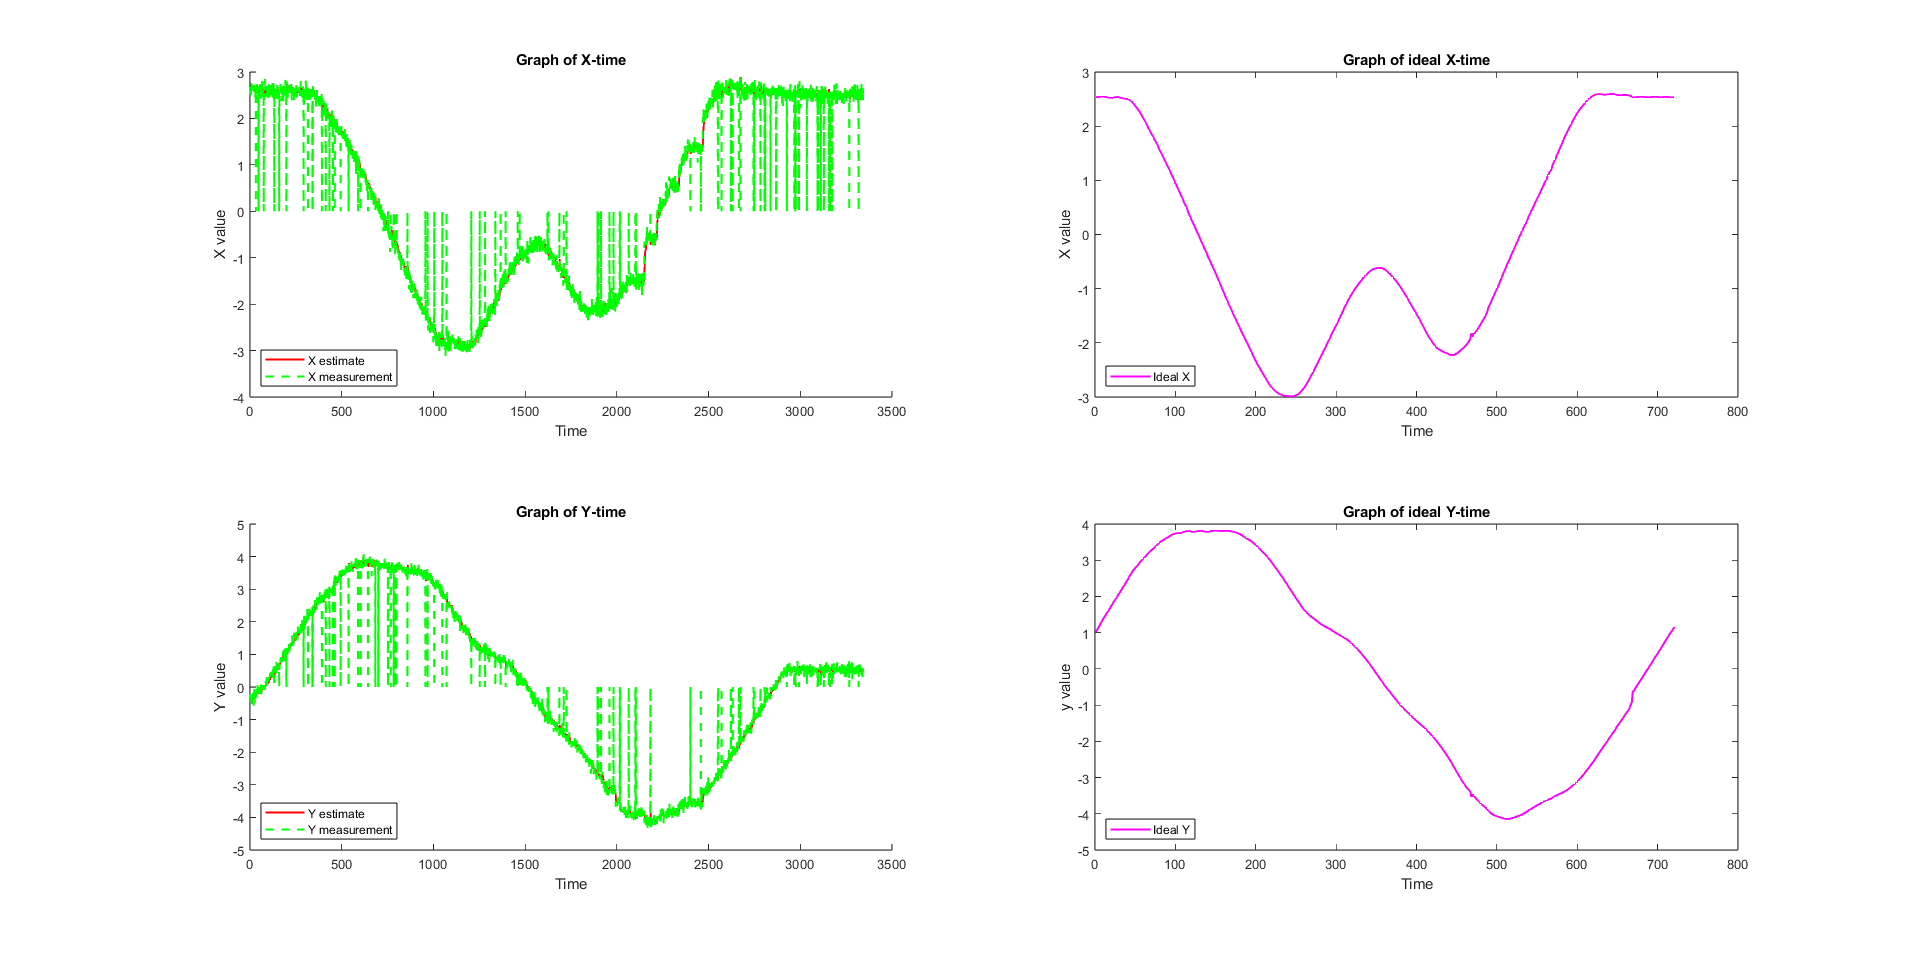 Graph of X-time
3
2
1
0
-1
-2
-3
-4
X value
X estimate
X measurement
0 500 1000 1500 2000 2500 3000 3500
Time
Graph of ideal X-time
3
2
1
0
-1
-2
-3
X value
Ideal X
0 100 200 300 400 500 600 700 800
Time
Graph of Y-time
5
4
3
2
1
0
-1
-2
-3
-4
-5
Y value
Y estimate
Y measurement
0 500 1000 1500 2000 2500 3000 3500
Time
Graph of ideal Y-time
4
3
2
1
0
-1
-2
-3
-4
-5
y value
Ideal Y
0 100 200 300 400 500 600 700 800
Time